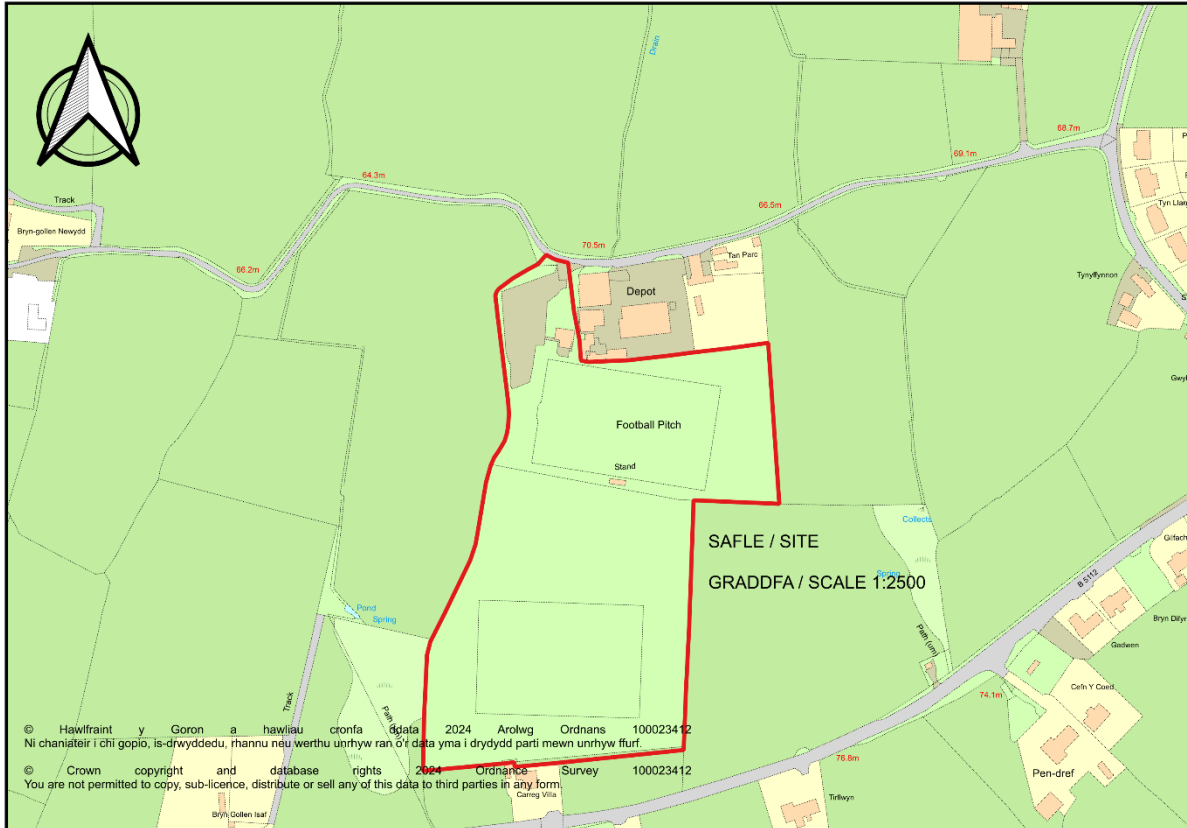 Drain
68.7m
69.1m
64.3m
Track
66.5m
Bryn-gollen Newydd
70.5m
Tan Parc
66.2m
Tynyffynnon
Depot
Football Pitch
Stand
Collects
SAFLE / SITE
Spring
GRADDFA / SCALE 1:2500
B 5112
Gilfach
Pond
Spring
Path (um)
Bryn Difyr
Gadwen
Cefn Y Coed
Track
74.1m
Path (um)
© Hawlfraint y Goron a hawliau cronfa ddata 2024 Arolwg Ordnans 100023412
Ni chaniateir i chi gopio, is-drwyddedu, rhannu neu werthu unrhyw ran o'r data yma i drydydd parti mewn unrhyw ffurf.
76.8m
© Crown copyright and database rights 2024 Ordnance Survey 100023412
You are not permitted to copy, sub-licence, distribute or sell any of this data to third parties in any form.
Pen-dref
Carreg Villa
Tirllwyn
Bryn Gollen Isaf